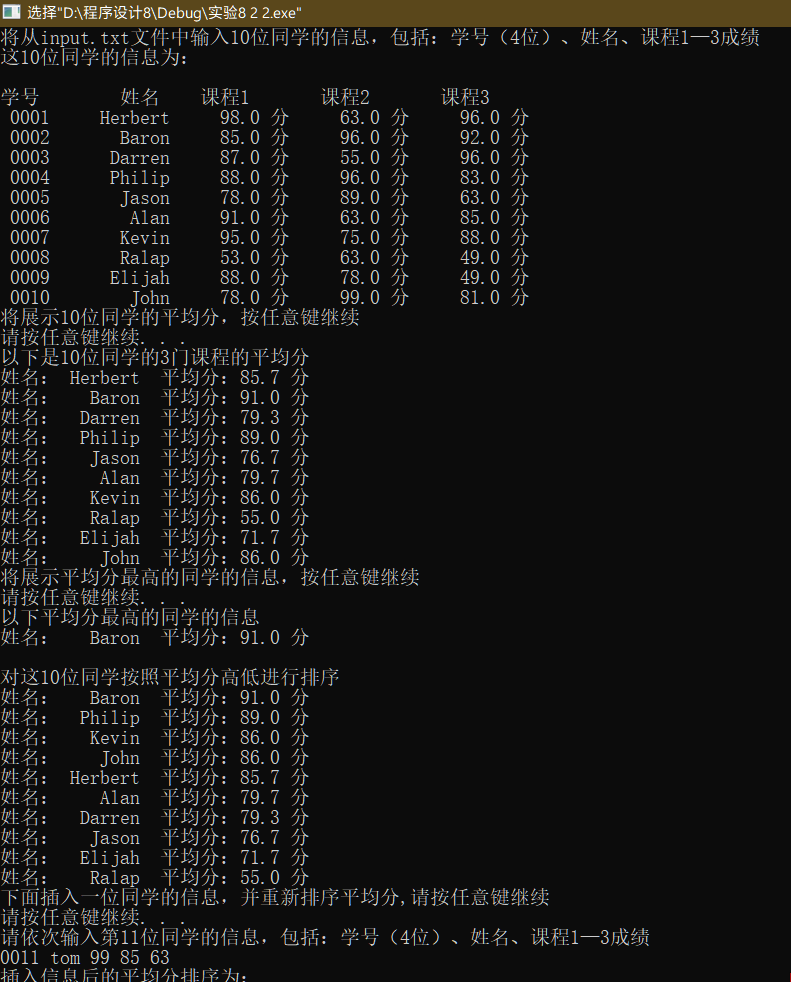 选择"D:\程序设计8\Debug\实验8 2 2.exe"
将从input.txt文件中输入10位同学的信息，包括：学号（4位）、姓名、课程1—3成绩
这10位同学的信息为：
学号 姓名 课程1 课程2 课程3
0001 Herbert 98.0 分 63.0 分 96.0 分
0002 Baron 85.0 分 96.0 分 92.0 分
0003 Darren 87.0 分 55.0 分 96.0 分
0004 Philip 88.0 分 96.0 分 83.0 分
0005 Jason 78.0 分 89.0 分 63.0 分
0006 Alan 91.0 分 63.0 分 85.0 分
0007 Kevin 95.0 分 75.0 分 88.0 分
0008 Ralap 53.0 分 63.0 分 49.0 分
0009 Elijah 88.0 分 78.0 分 49.0 分
0010 John 78.0 分 99.0 分 81.0 分
将展示10位同学的平均分，按任意键继续
请按任意键继续. . .
以下是10位同学的3门课程的平均分
姓名： Herbert 平均分：85.7 分
姓名： Baron 平均分：91.0 分
姓名： Darren 平均分：79.3 分
姓名： Philip 平均分：89.0 分
姓名： Jason 平均分：76.7 分
姓名： Alan 平均分：79.7 分
姓名： Kevin 平均分：86.0 分
姓名： Ralap 平均分：55.0 分
姓名： Elijah 平均分：71.7 分
姓名： John 平均分：86.0 分
将展示平均分最高的同学的信息，按任意键继续
请按任意键继续. . .
以下平均分最高的同学的信息
姓名： Baron 平均分：91.0 分
对这10位同学按照平均分高低进行排序
姓名： Baron 平均分：91.0 分
姓名： Philip 平均分：89.0 分
姓名： Kevin 平均分：86.0 分
姓名： John 平均分：86.0 分
姓名： Herbert 平均分：85.7 分
姓名： Alan 平均分：79.7 分
姓名： Darren 平均分：79.3 分
姓名： Jason 平均分：76.7 分
姓名： Elijah 平均分：71.7 分
姓名： Ralap 平均分：55.0 分
下面插入一位同学的信息，并重新排序平均分,请按任意键继续
请按任意键继续. . .
请依次输入第11位同学的信息，包括：学号（4位）、姓名、课程1—3成绩
0011 tom 99 85 63
插入信息后的平均分排序为：